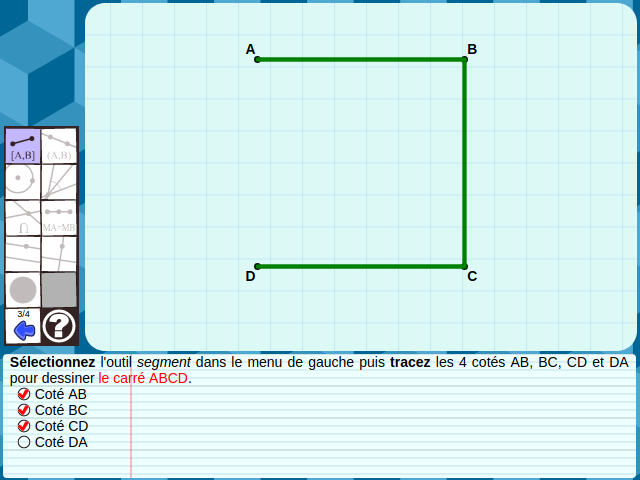 A
B
D
C
[A,B]
(A,B)
∩
MA=MB
3/4
?
Sélectionnez l'outil segment dans le menu de gauche puis tracez les 4 cotés AB, BC, CD et DA
pour dessiner le carré ABCD.
Coté AB
Coté BC
Coté CD
Coté DA